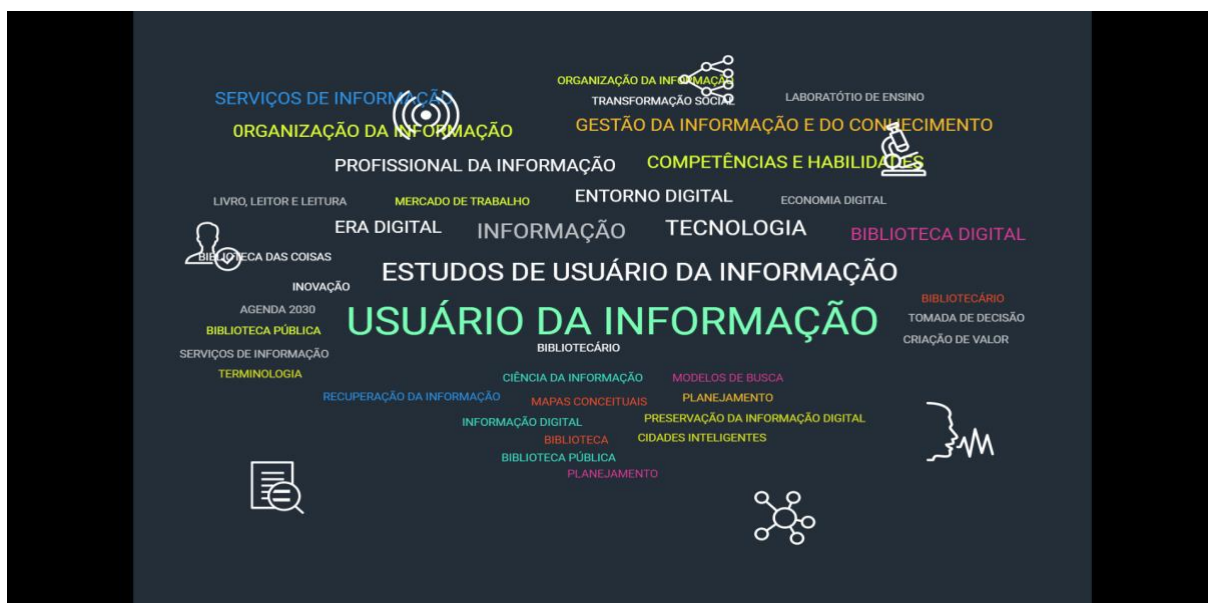 ORGANIZAÇÃO DA INFORMAÇÃO
SERVIÇOS DE INFORMAÇÃO
TRANSFORMAÇÃO SOCIAL
LABORATÓTIO DE ENSINO
0RGANIZAÇÃO DA INFORMAÇÃO
GESTÃO DA INFORMAÇÃO E DO CONHECIMENTO
PROFISSIONAL DA INFORMAÇÃO
COMPETÊNCIAS E HABILIDADES
LIVRO, LEITOR E LEITURA
MERCADO DE TRABALHO
ENTORNO DIGITAL
ECONOMIA DIGITAL
ERA DIGITAL
INFORMAÇÃO
TECNOLOGIA
BIBLIOTECA DIGITAL
BIBLIOTECA DAS COISAS
ESTUDOS DE USUÁRIO DA INFORMAÇÃO
INOVAÇÃO
BIBLIOTECÁRIO
AGENDA 2030
USUÁRIO DA INFORMAÇÃO
TOMADA DE DECISÃO
BIBLIOTECA PÚBLICA
CRIAÇÃO DE VALOR
BIBLIOTECÁRIO
SERVIÇOS DE INFORMAÇÃO
TERMINOLOGIA
CIÊNCIA DA INFORMAÇÃO
MODELOS DE BUSCA
RECUPERAÇÃO DA INFORMAÇÃO
MAPAS CONCEITUAIS
PLANEJAMENTO
INFORMAÇÃO DIGITAL
PRESERVAÇÃO DA INFORMAÇÃO DIGITAL
BIBLIOTECA
CIDADES INTELIGENTES
BIBLIOTECA PÚBLICA
PLANEJAMENTO